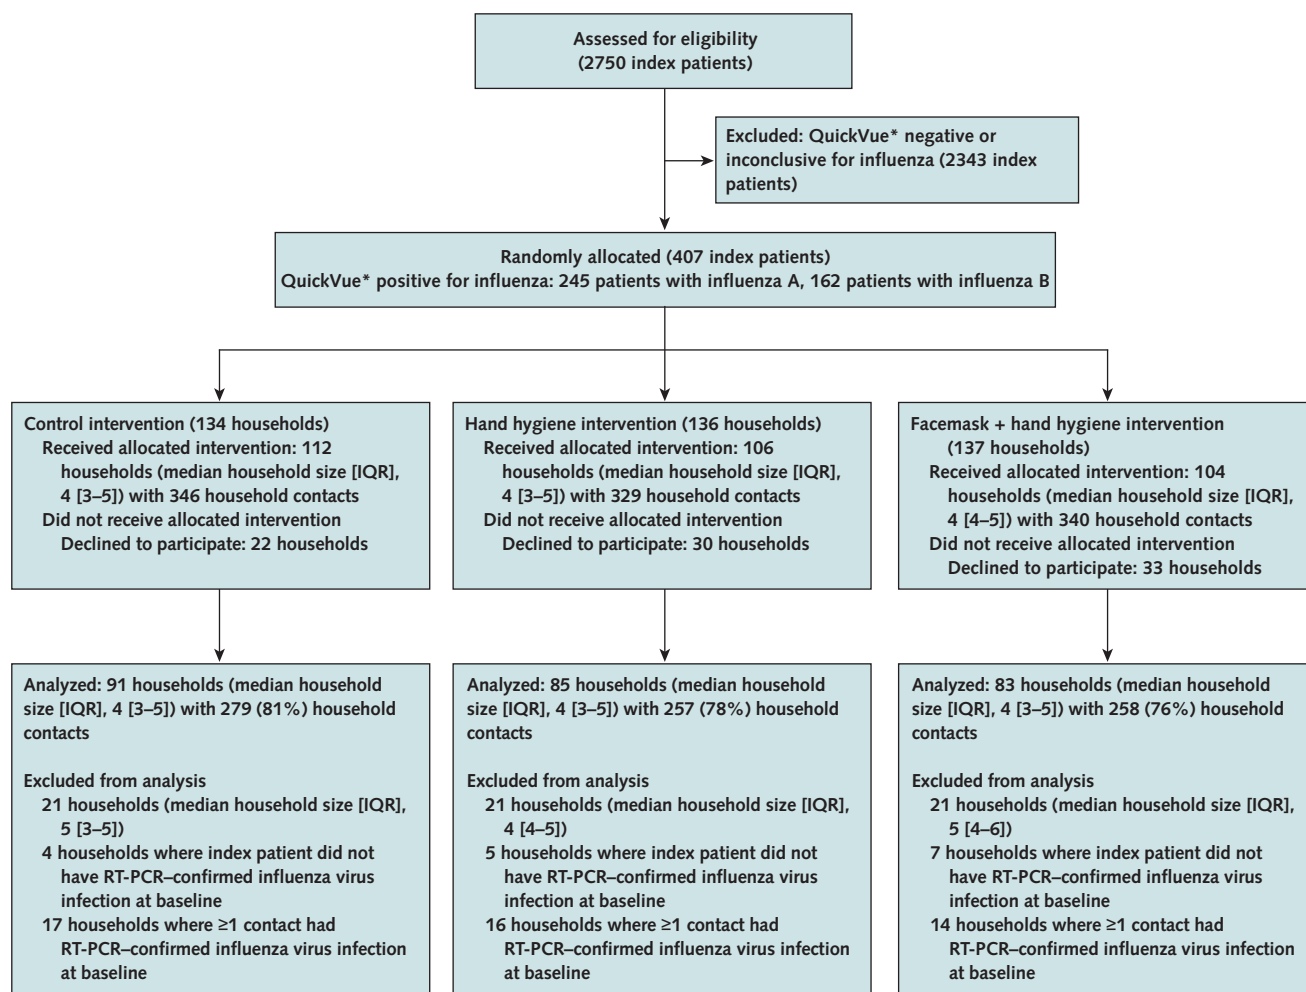 Assessed for eligibility
(2750 index patients)
Excluded: QuickVue* negative or
inconclusive for influenza (2343 index
patients)
Randomly allocated (407 index patients)
QuickVue* positive for influenza: 245 patients with influenza A, 162 patients with influenza B
Control intervention (134 households)
Received allocated intervention: 112
households (median household size [IQR],
4 [3–5]) with 346 household contacts
Did not receive allocated intervention
Declined to participate: 22 households
Hand hygiene intervention (136 households)
Received allocated intervention: 106
households (median household size [IQR],
4 [3–5]) with 329 household contacts
Did not receive allocated intervention
Declined to participate: 30 households
Facemask + hand hygiene intervention
(137 households)
Received allocated intervention: 104
households (median household size [IQR],
4 [4–5]) with 340 household contacts
Did not receive allocated intervention
Declined to participate: 33 households
Analyzed: 91 households (median household
size [IQR], 4 [3–5]) with 279 (81%) household
contacts
Excluded from analysis
21 households (median household size [IQR],
5 [3–5])
4 households where index patient did not
have RT-PCR–confirmed influenza virus
infection at baseline
17 households where ≥1 contact had
RT-PCR–confirmed influenza virus infection
at baseline
Analyzed: 85 households (median household
size [IQR], 4 [3–5]) with 257 (78%) household
contacts
Excluded from analysis
21 households (median household size [IQR],
4 [4–5])
5 households where index patient did not
have RT-PCR–confirmed influenza virus
infection at baseline
16 households where ≥1 contact had
RT-PCR–confirmed influenza virus infection
at baseline
Analyzed: 83 households (median household
size [IQR], 4 [3–5]) with 258 (76%) household
contacts
Excluded from analysis
21 households (median household size [IQR],
5 [4–6])
7 households where index patient did not
have RT-PCR–confirmed influenza virus
infection at baseline
14 households where ≥1 contact had
RT-PCR–confirmed influenza virus infection
at baseline